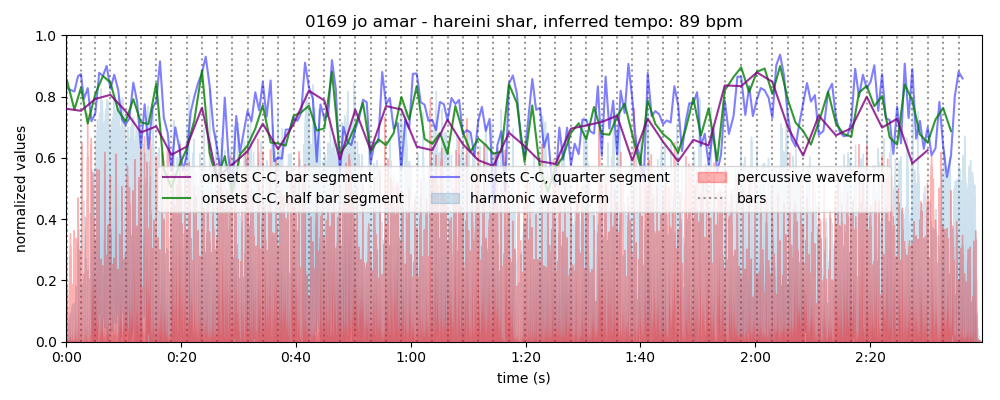 0169 jo amar - hareini shar, inferred tempo: 89 bpm
1.0
0.8
0.6
0.4
0.2
0.0
normalized values
onsets C-C, bar segment
onsets C-C, half bar segment
onsets C-C, quarter segment
harmonic waveform
percussive waveform
bars
0:00 0:20 0:40 1:00 1:20 1:40 2:00 2:20
time (s)